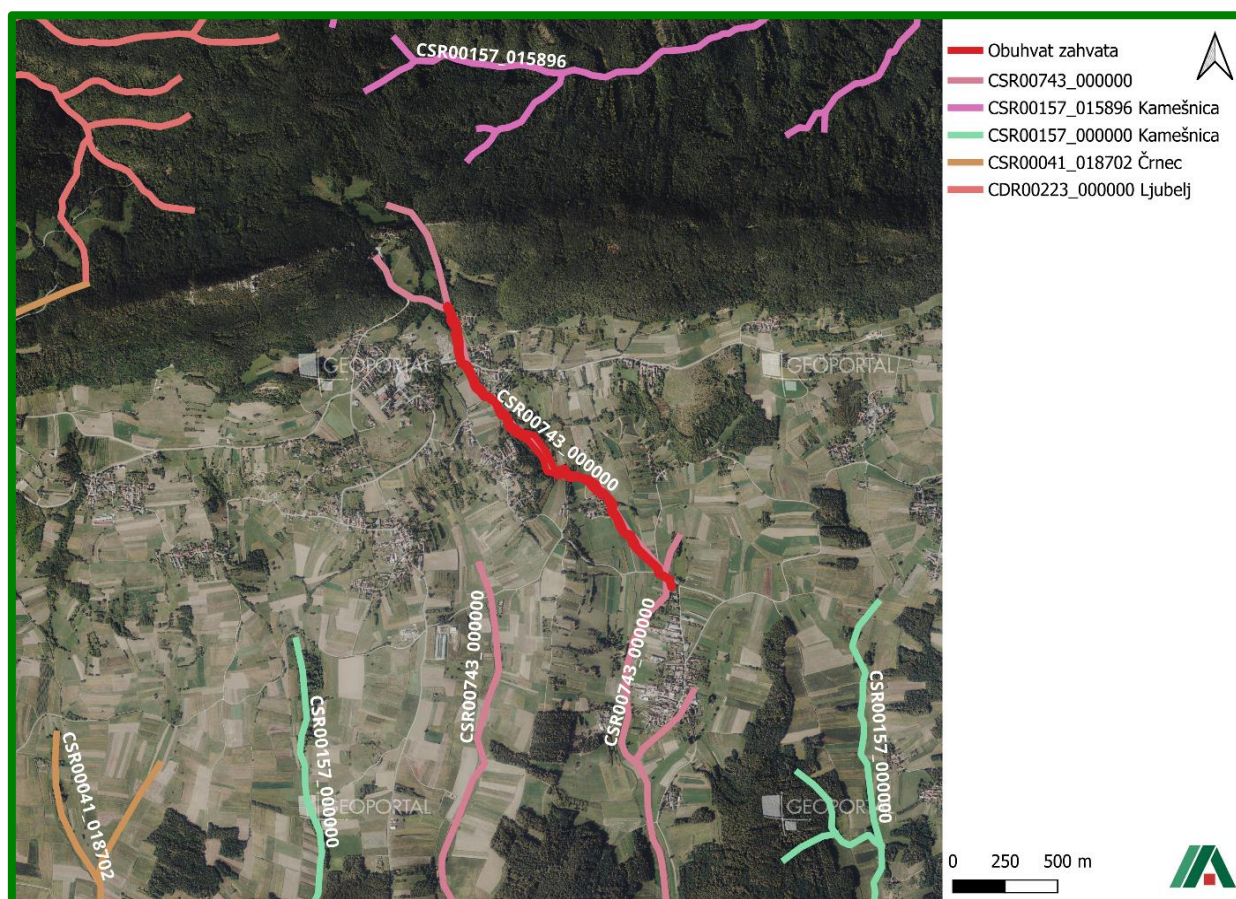 CSR00157_015896
CSR00743_000000
CSR00743_000000
CSR00743_000000
CSR00157_000000
CSR00157_000000
CSR00041_018702
GEOPORTAL
GEOPORTAL
GEOPORTAL
GEOPORTAL
Obuhvat zahvata
CSR00743_000000
CSR00157_015896 Kamešnica
CSR00157_000000 Kamešnica
CSR00041_018702 Črnec
CDR00223_000000 Ljubelj
0 250 500 m